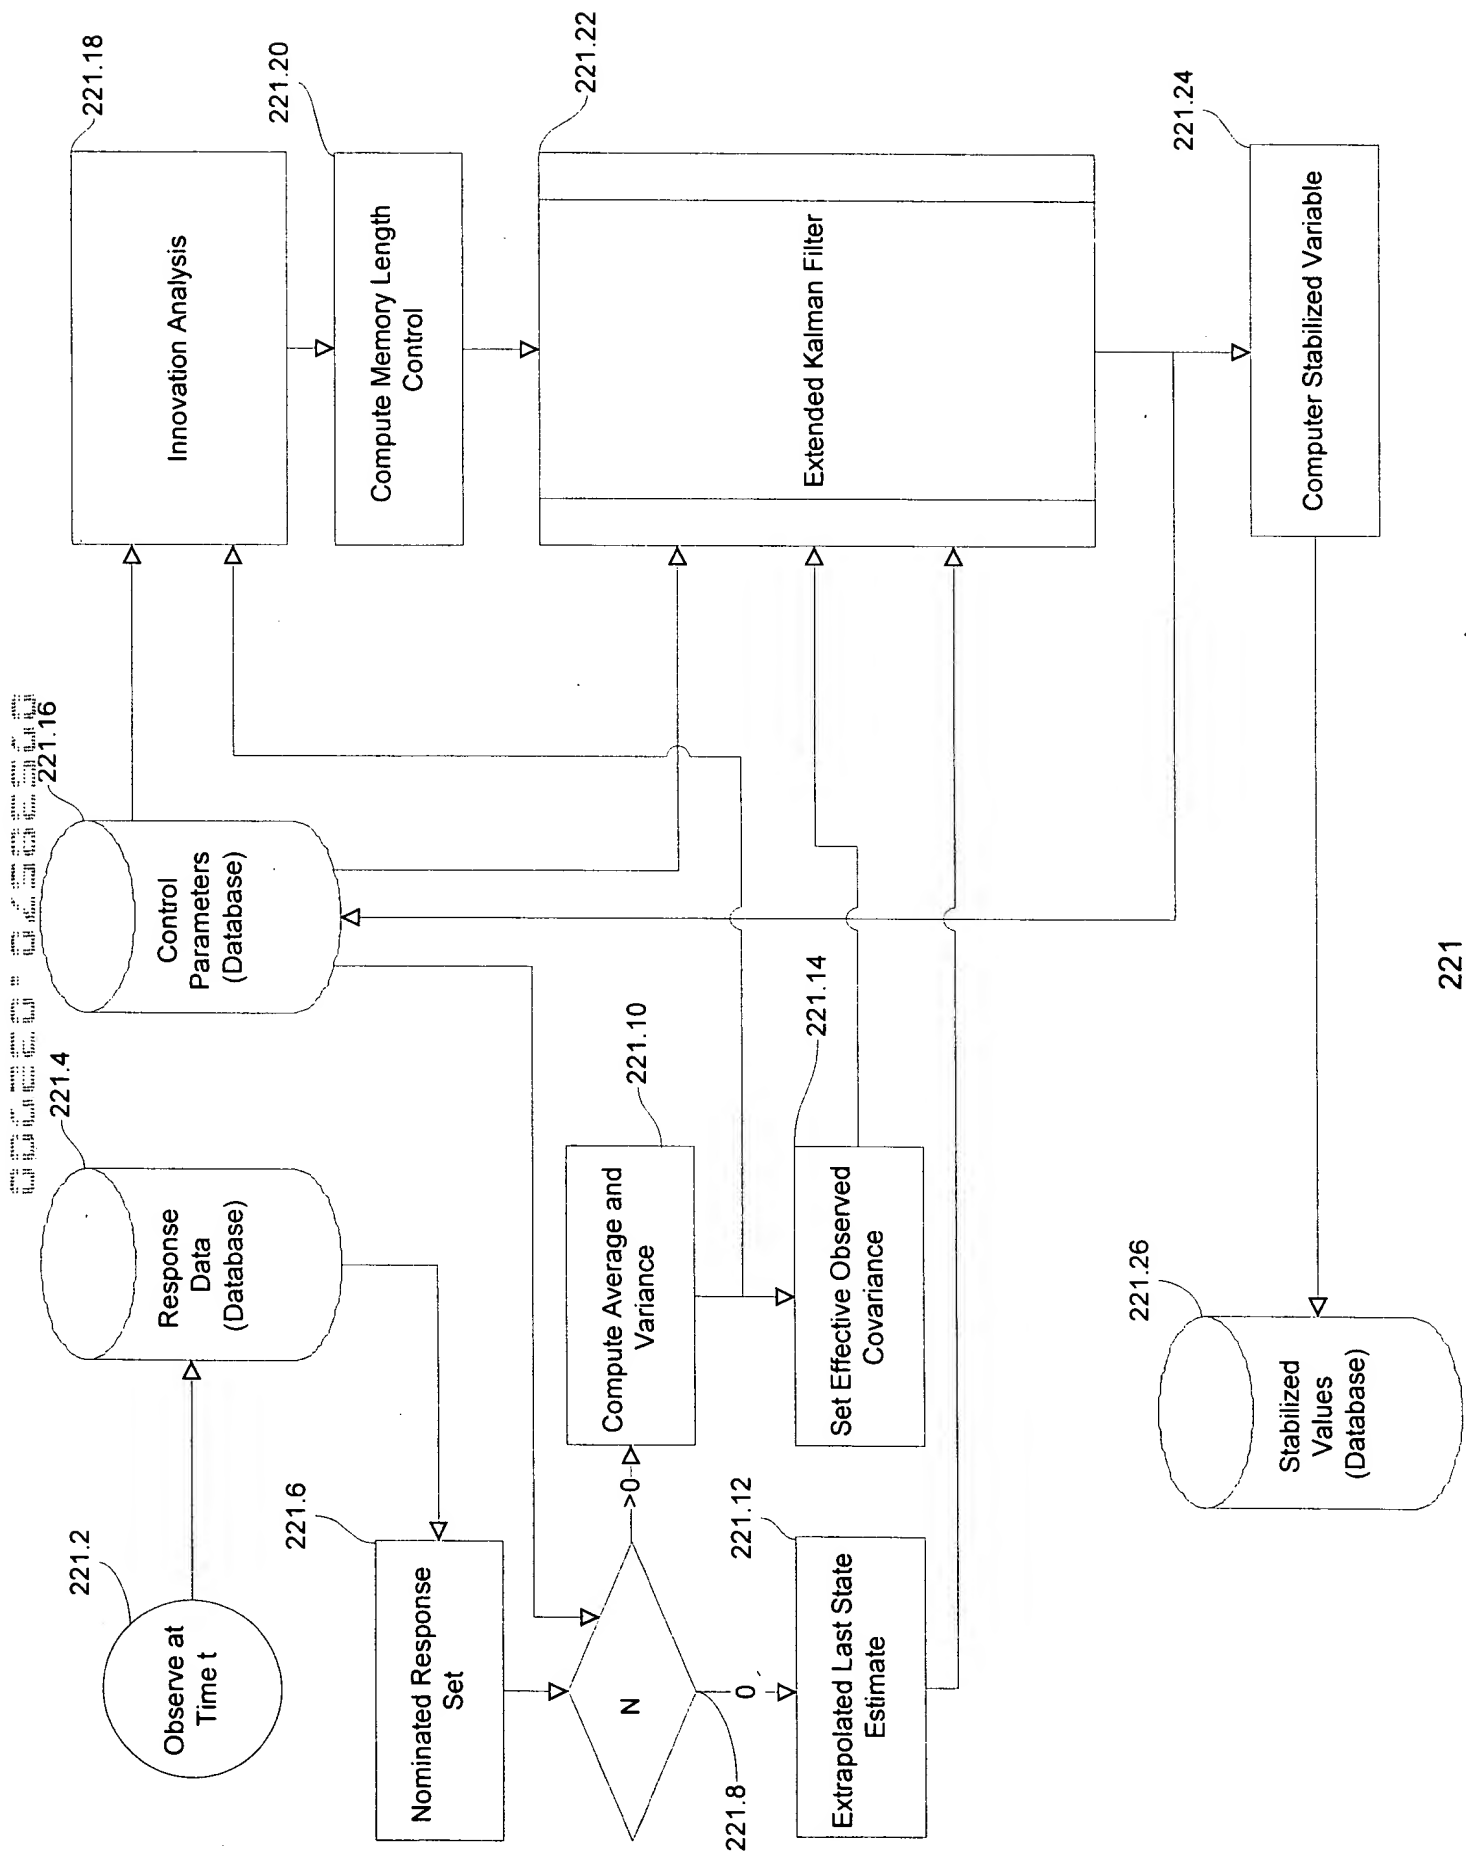 221.2
Observe at
Time t
221.4
Response
Data
(Database)
221.16
Control
Parameters
(Database)
221.18
Innovation Analysis
221.20
Compute Memory Length
Control
221.6
Nominated Response
Set
221.22
Extended Kalman Filter
221.8
N
>0
0
221.10
Compute Average and
Variance
221.12
Extrapolated Last State
Estimate
221.14
Set Effective Observed
Covariance
221.24
Computer Stabilized Variable
221.26
Stabilized
Values
(Database)
221